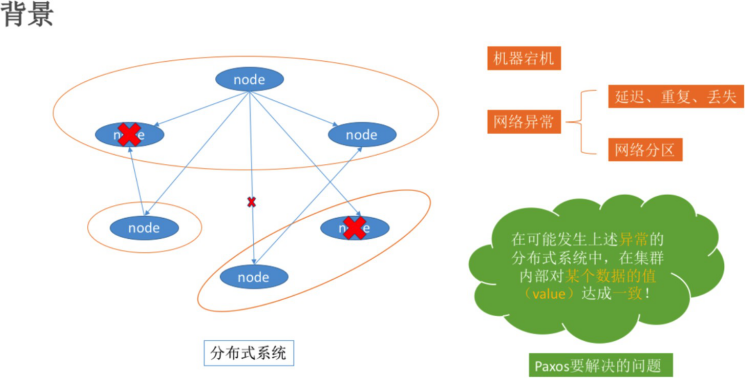 背景
node
node
node
node
node
node
分布式系统
机器宕机
网络异常
延迟、重复、丢失
网络分区
在可能发生上述异常的
分布式系统中，在集群
内部对某个数据的值
（value）达成一致！
Paxos要解决的问题